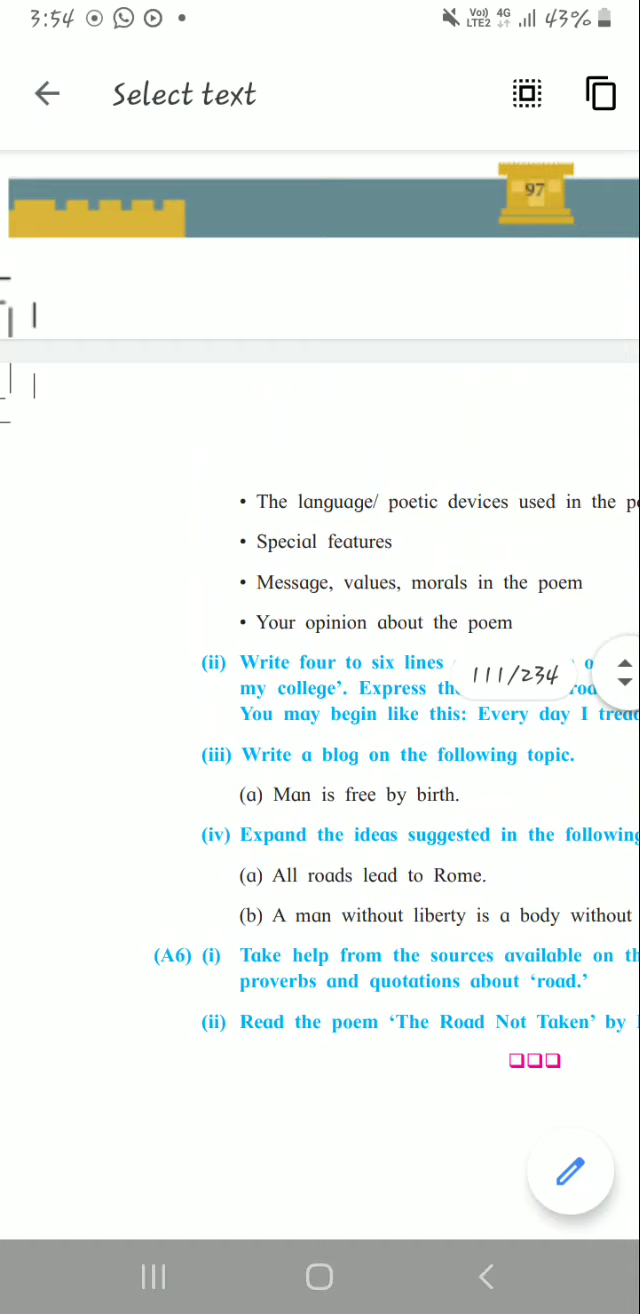 3:54
Vo)) LTE2 4G 43%
Select text
97
• The language/ poetic devices used in the
• Special features
• Message, values, morals in the poem
• Your opinion about the poem
(ii) Write four to six lines
111/234
my college’. Express
You may begin like this: Every day I tread
(iii) Write a blog on the following topic.
(a) Man is free by birth.
(iv) Expand the ideas suggested in the following
(a) All roads lead to Rome.
(b) A man without liberty is a body without
(A6) (i) Take help from the sources available on
proverbs and quotations about ‘road.’
(ii) Read the poem ‘The Road Not Taken’ by